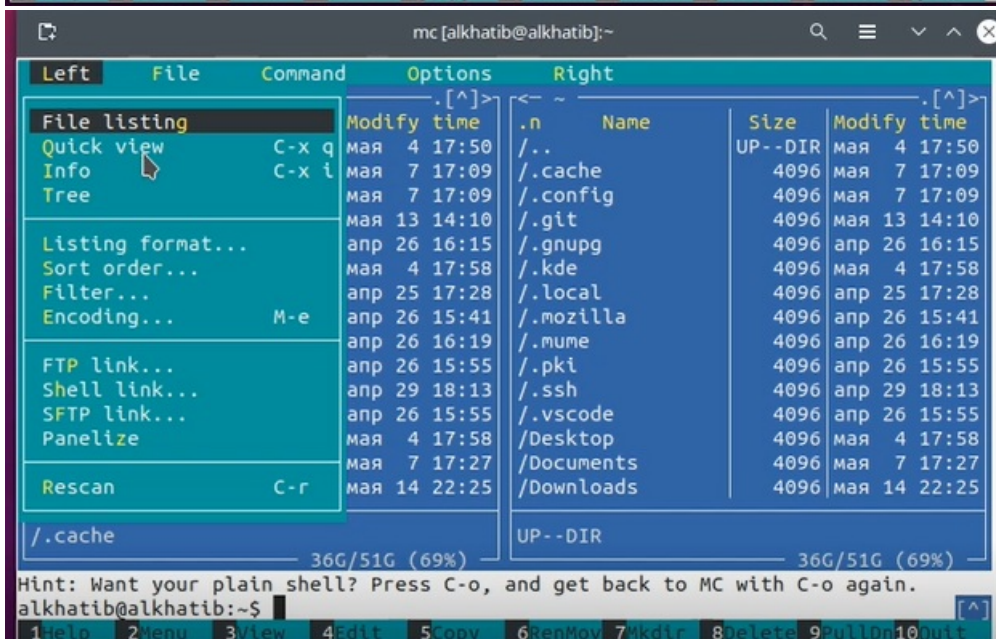 mc [alkhatib@alkhatib]:~
Left File Command Options Right
File listing
Quick view C-x q
Info C-x i
Tree
Listing format...
Sort order...
Filter...
Encoding... M-e
FTP link...
Shell link...
SFTP link...
Panelize
Rescan C-r
.[^]>
Modify time
мая 4 17:50
мая 7 17:09
мая 7 17:09
мая 13 14:10
апр 26 16:15
мая 4 17:58
апр 25 17:28
апр 26 15:41
апр 26 16:19
апр 26 15:55
апр 29 18:13
апр 26 15:55
мая 4 17:58
мая 7 17:27
мая 14 22:25
/.cache
36G/51G (69%)
<- ~ .[^]>
.n Name Size Modify time
/.. UP--DIR мая 4 17:50
/.cache 4096 мая 7 17:09
/.config 4096 мая 7 17:09
/.git 4096 мая 13 14:10
/.gnupg 4096 апр 26 16:15
/.kde 4096 мая 4 17:58
/.local 4096 апр 25 17:28
/.mozilla 4096 апр 26 15:41
/.mume 4096 апр 26 16:19
/.pki 4096 апр 26 15:55
/.ssh 4096 апр 29 18:13
/.vscode 4096 апр 26 15:55
/Desktop 4096 мая 4 17:58
/Documents 4096 мая 7 17:27
/Downloads 4096 мая 14 22:25
UP--DIR
36G/51G (69%)
Hint: Want your plain shell? Press C-o, and get back to MC with C-o again.
alkhatib@alkhatib:~$ [^]
1Help 2Menu 3View 4Edit 5Copy 6RenMov 7Mkdir 8Delete 9PullDn 10Quit